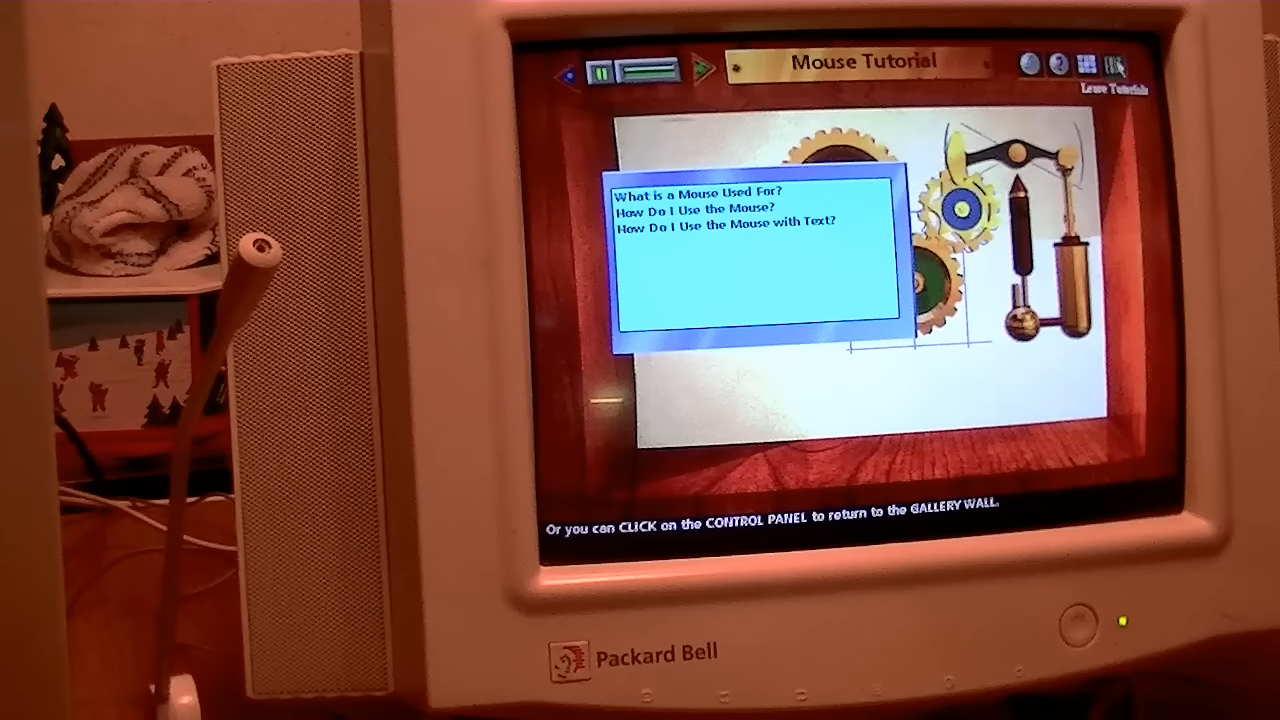 Mouse Tutorial
Leave Tutorials
What is a Mouse Used For?
How Do I Use the Mouse?
How Do I Use the Mouse with Text?
Or you can CLICK on the CONTROL PANEL to return to the GALLERY WALL.
Packard Bell